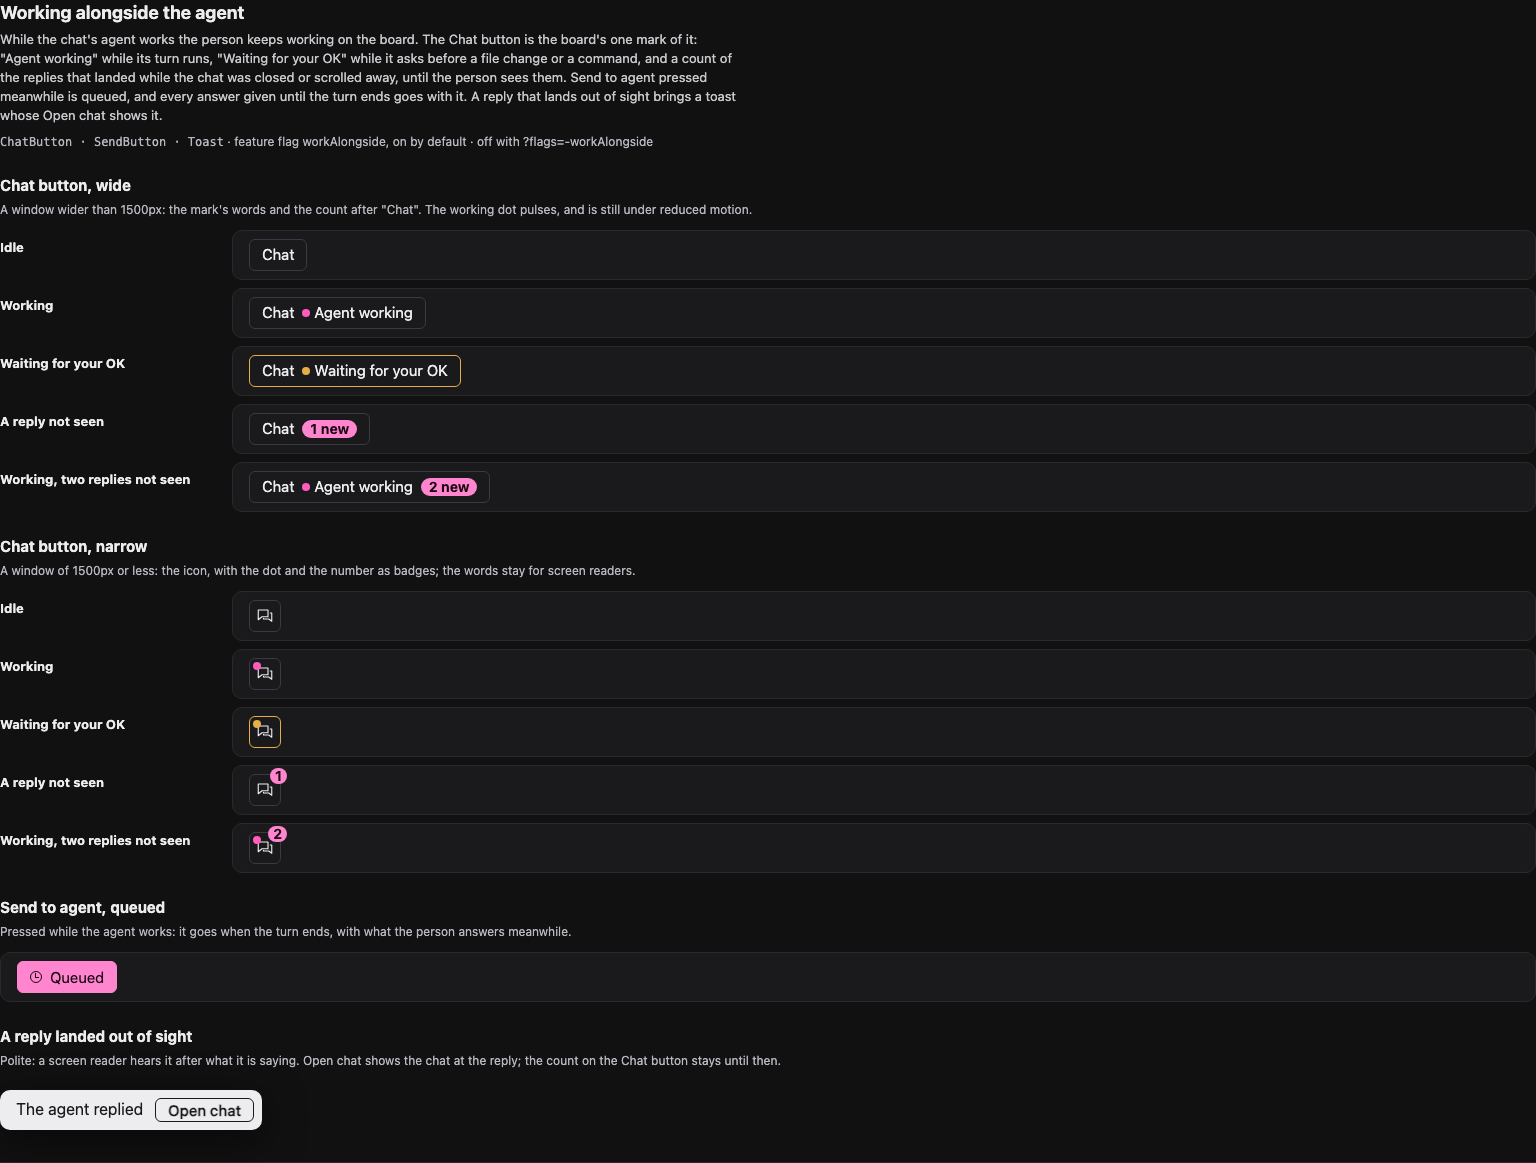 Working alongside the agent
While the chat's agent works the person keeps working on the board. The Chat button is the board's one mark of it:
"Agent working" while its turn runs, "Waiting for your OK" while it asks before a file change or a command, and a count of
the replies that landed while the chat was closed or scrolled away, until the person sees them. Send to agent pressed
meanwhile is queued, and every answer given until the turn ends goes with it. A reply that lands out of sight brings a toast
whose Open chat shows it.
ChatButton · SendButton · Toast · feature flag workAlongside, on by default · off with ?flags=-workAlongside
Chat button, wide
A window wider than 1500px: the mark's words and the count after "Chat". The working dot pulses, and is still under reduced motion.
Idle
Chat
Working
Chat Agent working
Waiting for your OK
Chat Waiting for your OK
A reply not seen
Chat 1 new
Working, two replies not seen
Chat Agent working 2 new
Chat button, narrow
A window of 1500px or less: the icon, with the dot and the number as badges; the words stay for screen readers.
Idle
Working
Waiting for your OK
A reply not seen
1
Working, two replies not seen
2
Send to agent, queued
Pressed while the agent works: it goes when the turn ends, with what the person answers meanwhile.
Queued
A reply landed out of sight
Polite: a screen reader hears it after what it is saying. Open chat shows the chat at the reply; the count on the Chat button stays until then.
The agent replied Open chat